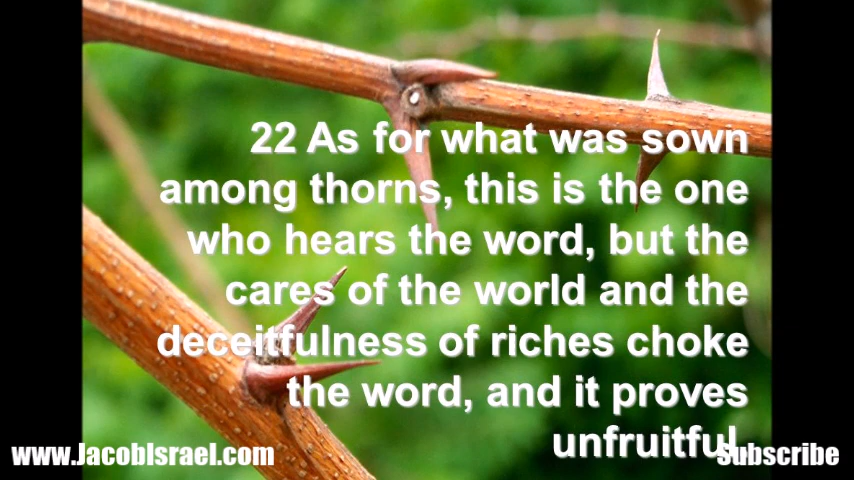 22 As for what was sown
among thorns, this is the one
who hears the word, but the
cares of the world and the
deceitfulness of riches choke
the word, and it proves
unfruitful.
www.JacobIsrael.com
Subscribe